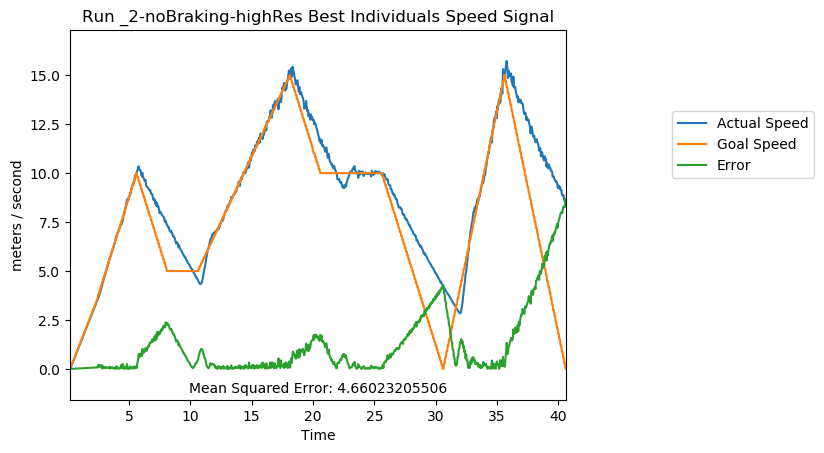 Run _2-noBraking-highRes Best Individuals Speed Signal
15.0
12.5
10.0
7.5
5.0
2.5
0.0
meters / second
Actual Speed
Goal Speed
Error
Mean Squared Error: 4.66023205506
5 10 15 20 25 30 35 40
Time